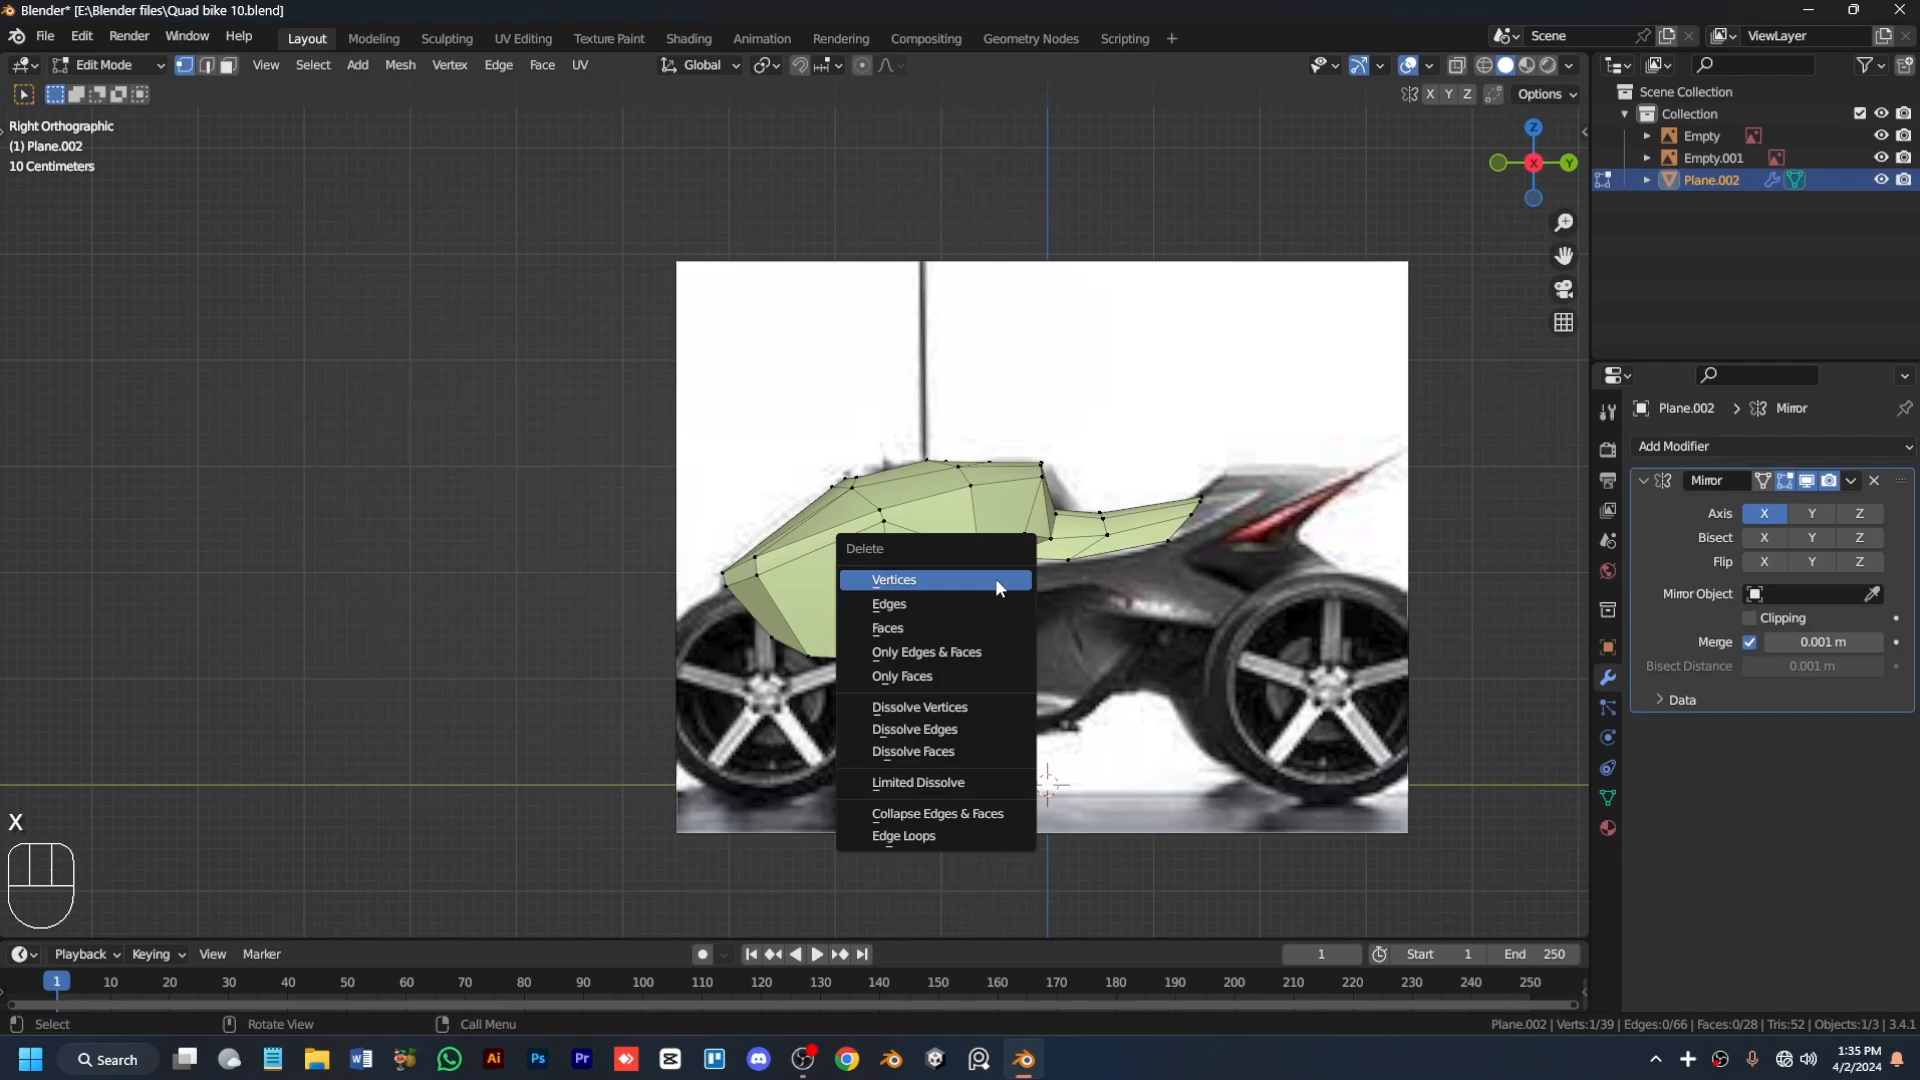 Blender* [E:\Blender files\Quad bike 10.blend]
File Edit Render Window Help Layout Modeling Sculpting UV Editing Texture Paint Shading Animation Rendering Compositing Geometry Nodes Scripting + Scene ViewLayer
Edit Mode View Select Add Mesh Vertex Edge Face UV Global
X Y Z Options
Right Orthographic
(1) Plane.002
10 Centimeters
Z
X
Y
Scene Collection
Collection
Empty
Empty.001
Plane.002
Plane.002 > Mirror
Add Modifier
Mirror
Axis X Y Z
Bisect X Y Z
Flip X Y Z
Mirror Object
Clipping
Merge 0.001 m
Bisect Distance 0.001 m
Data
Delete
Vertices
Edges
Faces
Only Edges & Faces
Only Faces
Dissolve Vertices
Dissolve Edges
Dissolve Faces
Limited Dissolve
Collapse Edges & Faces
Edge Loops
X
Playback Keying View Marker 1 Start 1 End 250
1 10 20 30 40 50 60 70 80 90 100 110 120 130 140 150 160 170 180 190 200 210 220 230 240 250
Select Rotate View Call Menu Plane.002 | Verts:1/39 | Edges:0/66 | Faces:0/28 | Tris:52 | Objects:1/3 | 3.4.1
Search Ai Ps Pr 1:35 PM
4/2/2024